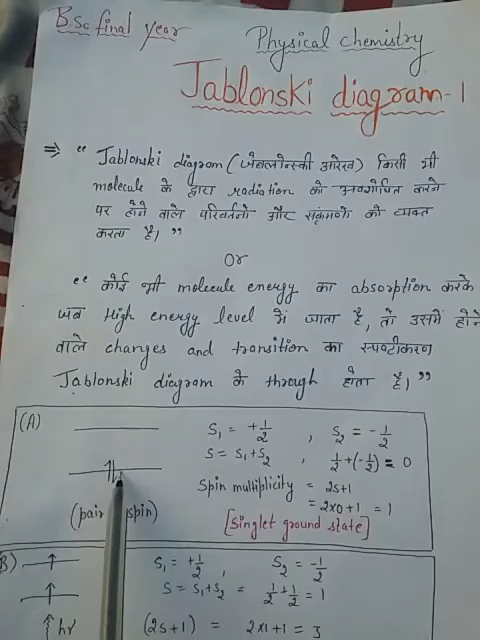 BSc final year
Physical chemistry
Jablonski diagram-1
⇒ “ Jablonski diagram (जेबलोन्स्की आरेख) किसी भी
molecule के द्वारा radiation को अवशोषित करने
पर होने वाले परिवर्तनो और संक्रमणो को व्यक्त
करता है। ”
Or
“ कोई भी molecule energy का absorption करके
जब High energy level में जाता है, तो उसमें होने
वाले changes and transition का स्पष्टीकरण
Jablonski diagram के through होता है। ”
(A)
S₁ = +1/2 , S₂ = -1/2
S = S₁+S₂ , 1/2+(-1/2) = 0
Spin multiplicity = 2s+1
= 2x0+1 = 1
(pair spin) [Singlet ground state]
B) S₁ = +1/2 , S₂ = -1/2
S = S₁+S₂ = 1/2+1/2 = 1
hν (2s+1) = 2x1+1 = 3